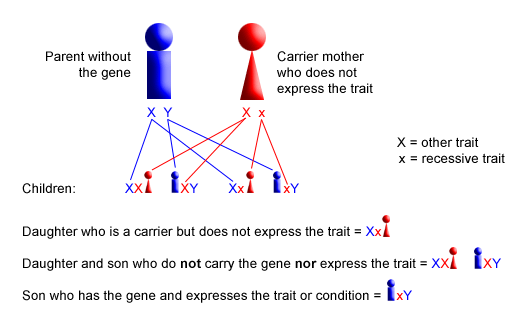 Parent without
the gene
Carrier mother
who does not
express the trait
X Y
X x
X = other trait
x = recessive trait
Children:
XX XY Xx xY
Daughter who is a carrier but does not express the trait = Xx
Daughter and son who do not carry the gene nor express the trait = XX XY
Son who has the gene and expresses the trait or condition = xY